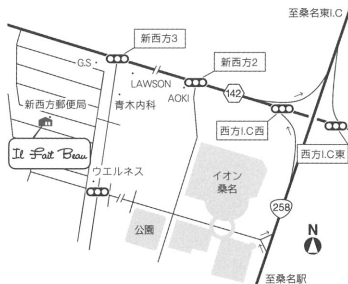 至桑名東I.C
新西方3
G.S
新西方2
LAWSON
新西方郵便局
青木内科
AOKI
142
西方I.C西
西方I.C東
Il Fait Beau
ウエルネス
イオン
桑名
258
公園
N
至桑名駅